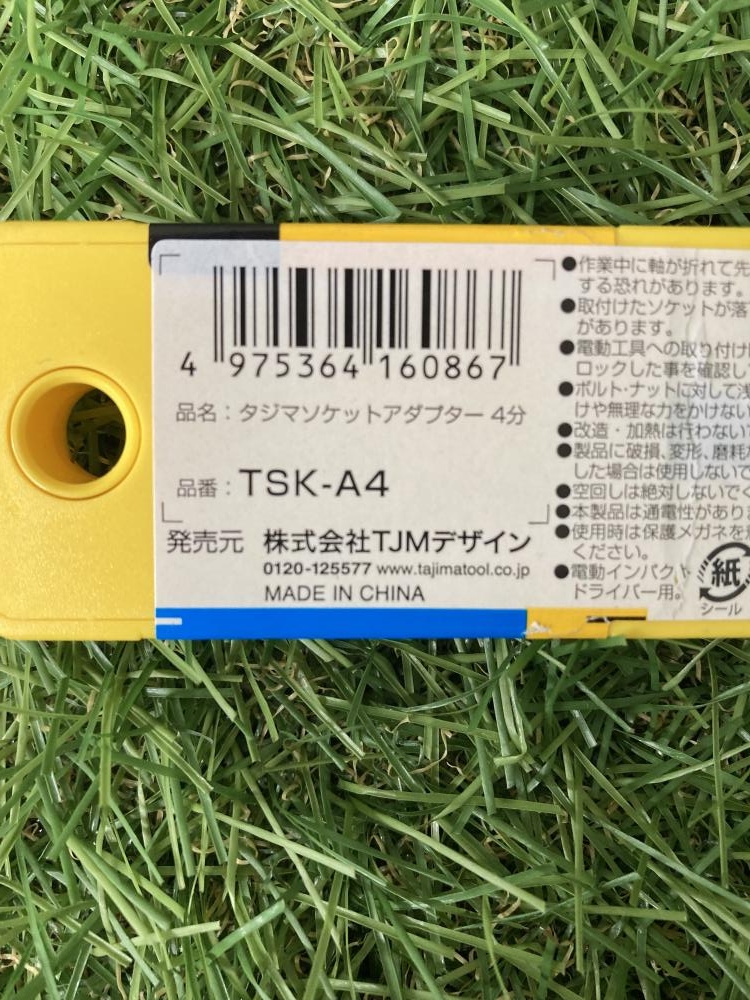 4 975364 160867
品名：タジマソケットアダプター 4分
品番：TSK-A4
発売元 株式会社TJMデザイン
0120-125577 www.tajimatool.co.jp
MADE IN CHINA
●作業中に軸が折れて先
する恐れがあります。
●取付けたソケットが落
があります。
●電動工具への取り付け
ロックした事を確認し
●ボルト・ナットに対して浅
けや無理な力をかけない
●改造・加熱は行わない
●製品に破損、変形、磨耗
した場合は使用しないで
●空回しは絶対しないでく
●本製品は通電性があり
●使用時は保護メガネを
ください。
●電動インパクト
ドライバー用。
紙
シール